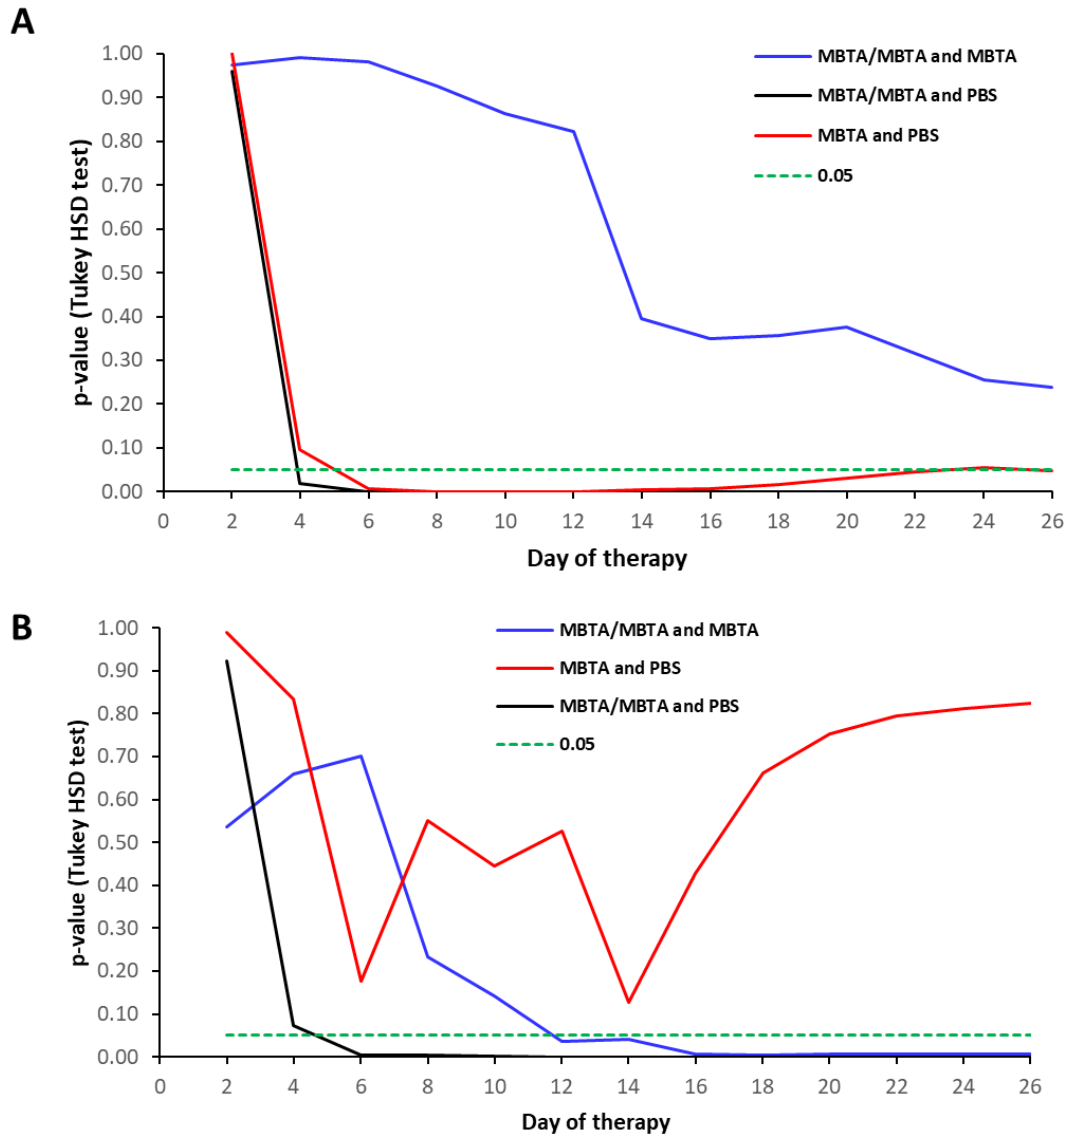 A
p-value (Tukey HSD test)
1.00
0.90
0.80
0.70
0.60
0.50
0.40
0.30
0.20
0.10
0.00
MBTA/MBTA and MBTA
MBTA/MBTA and PBS
MBTA and PBS
0.05
0 2 4 6 8 10 12 14 16 18 20 22 24 26
Day of therapy
B
p-value (Tukey HSD test)
1.00
0.90
0.80
0.70
0.60
0.50
0.40
0.30
0.20
0.10
0.00
MBTA/MBTA and MBTA
MBTA and PBS
MBTA/MBTA and PBS
0.05
0 2 4 6 8 10 12 14 16 18 20 22 24 26
Day of therapy